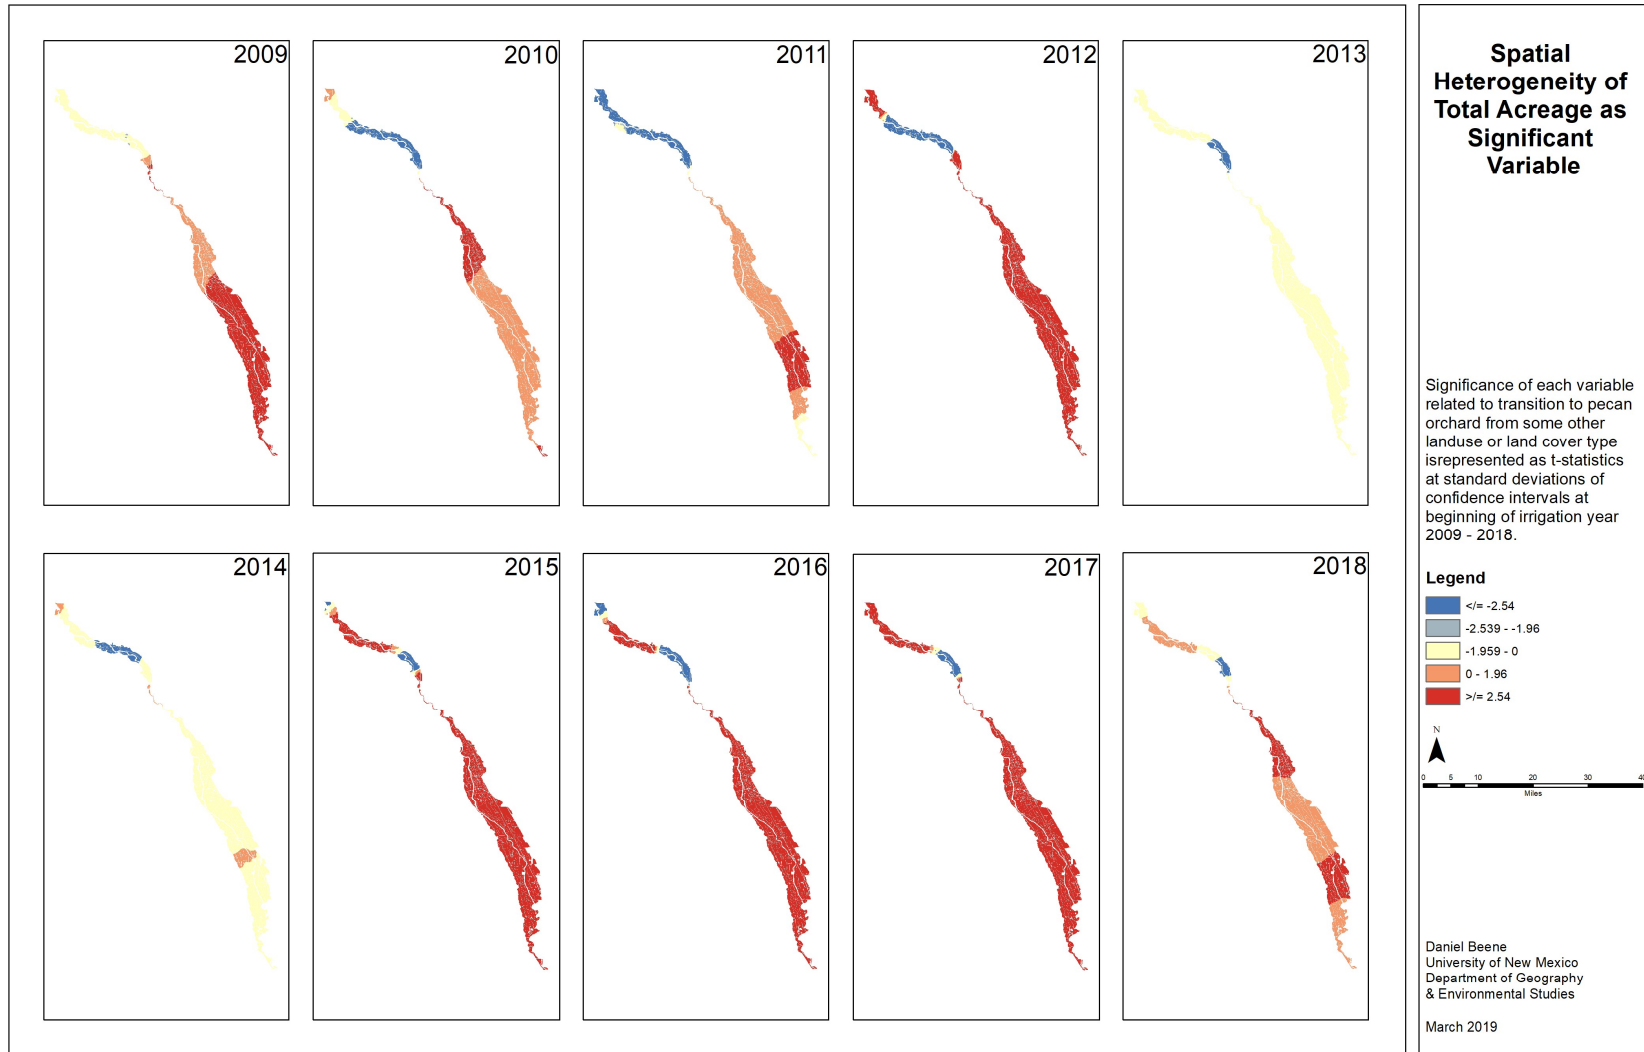 2009
2010
2011
2012
2013
2014
2015
2016
2017
2018
Spatial
Heterogeneity of
Total Acreage as
Significant
Variable
Significance of each variable
related to transition to pecan
orchard from some other
landuse or land cover type
isrepresented as t-statistics
at standard deviations of
confidence intervals at
beginning of irrigation year
2009 - 2018.
Legend
</= -2.54
-2.539 - -1.96
-1.959 - 0
0 - 1.96
>/= 2.54
N
0 5 10 20 30 40
Miles
Daniel Beene
University of New Mexico
Department of Geography
& Environmental Studies
March 2019